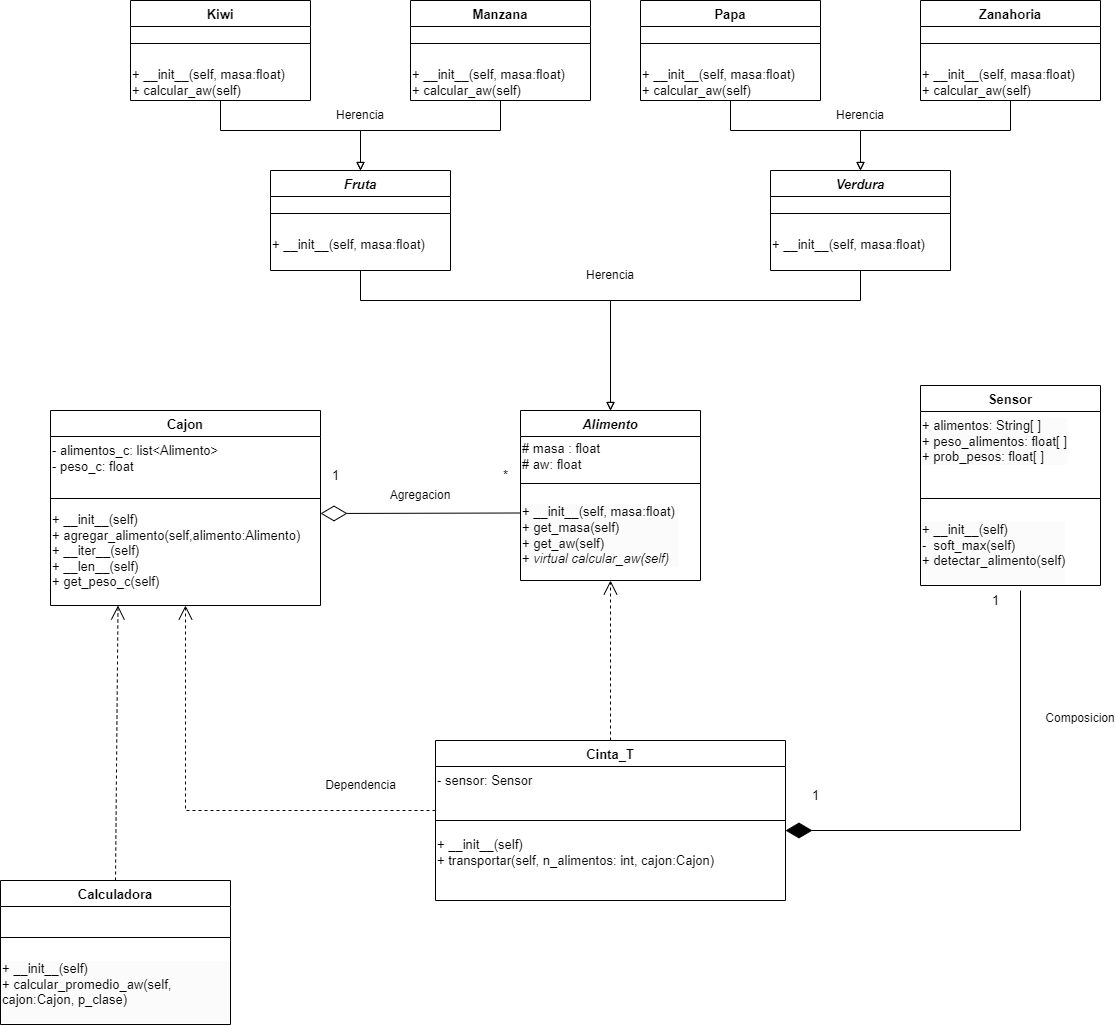 Kiwi
+ __init__(self, masa:float)
+ calcular_aw(self)
Manzana
+ __init__(self, masa:float)
+ calcular_aw(self)
Papa
+ __init__(self, masa:float)
+ calcular_aw(self)
Zanahoria
+ __init__(self, masa:float)
+ calcular_aw(self)
Herencia
Herencia
Fruta
+ __init__(self, masa:float)
Verdura
+ __init__(self, masa:float)
Herencia
Cajon
- alimentos_c: list<Alimento>
- peso_c: float
+ __init__(self)
+ agregar_alimento(self,alimento:Alimento)
+ __iter__(self)
+ __len__(self)
+ get_peso_c(self)
1
Agregacion
*
Alimento
# masa : float
# aw: float
+ __init__(self, masa:float)
+ get_masa(self)
+ get_aw(self)
+ virtual calcular_aw(self)
Sensor
+ alimentos: String[ ]
+ peso_alimentos: float[ ]
+ prob_pesos: float[ ]
+ __init__(self)
- soft_max(self)
+ detectar_alimento(self)
1
Composicion
Cinta_T
- sensor: Sensor
+ __init__(self)
+ transportar(self, n_alimentos: int, cajon:Cajon)
1
Dependencia
Calculadora
+ __init__(self)
+ calcular_promedio_aw(self,
cajon:Cajon, p_clase)